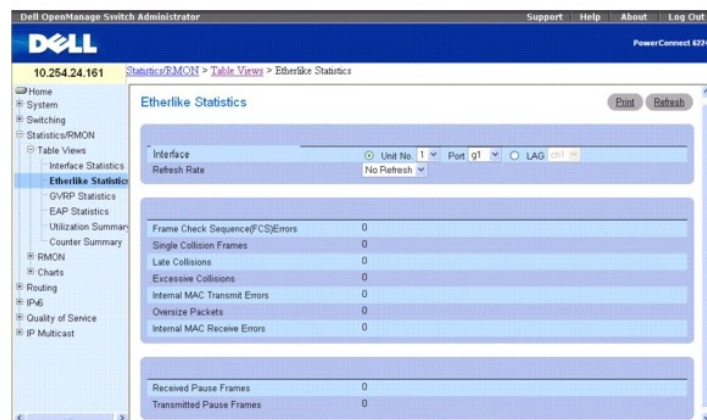 Dell OpenManage Switch Administrator
Support Help About Log Out
DELL
PowerConnect 6224
10.254.24.161
Statistics/RMON > Table Views > Etherlike Statistics
Home
System
Switching
Statistics/RMON
Table Views
Interface Statistics
Etherlike Statistics
GVRP Statistics
EAP Statistics
Utilization Summary
Counter Summary
RMON
Charts
Routing
IPv6
Quality of Service
IP Multicast
Etherlike Statistics
Print Refresh
Interface Unit No. 1 Port g1 LAG ch1
Refresh Rate No Refresh
Frame Check Sequence(FCS)Errors 0
Single Collision Frames 0
Late Collisions 0
Excessive Collisions 0
Internal MAC Transmit Errors 0
Oversize Packets 0
Internal MAC Receive Errors 0
Received Pause Frames 0
Transmitted Pause Frames 0